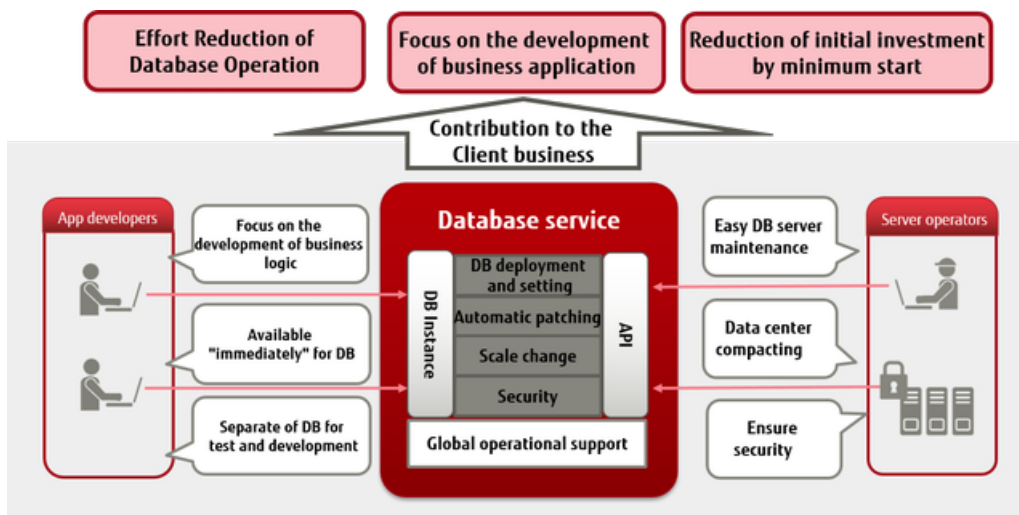 Effort Reduction of
Database Operation
Focus on the development
of business application
Reduction of initial investment
by minimum start
Contribution to the
Client business
App developers
Focus on the
development of business
logic
Available
"immediately" for DB
Separate of DB for
test and development
Database service
DB Instance
DB deployment
and setting
Automatic patching
Scale change
Security
API
Global operational support
Easy DB server
maintenance
Data center
compacting
Ensure
security
Server operators